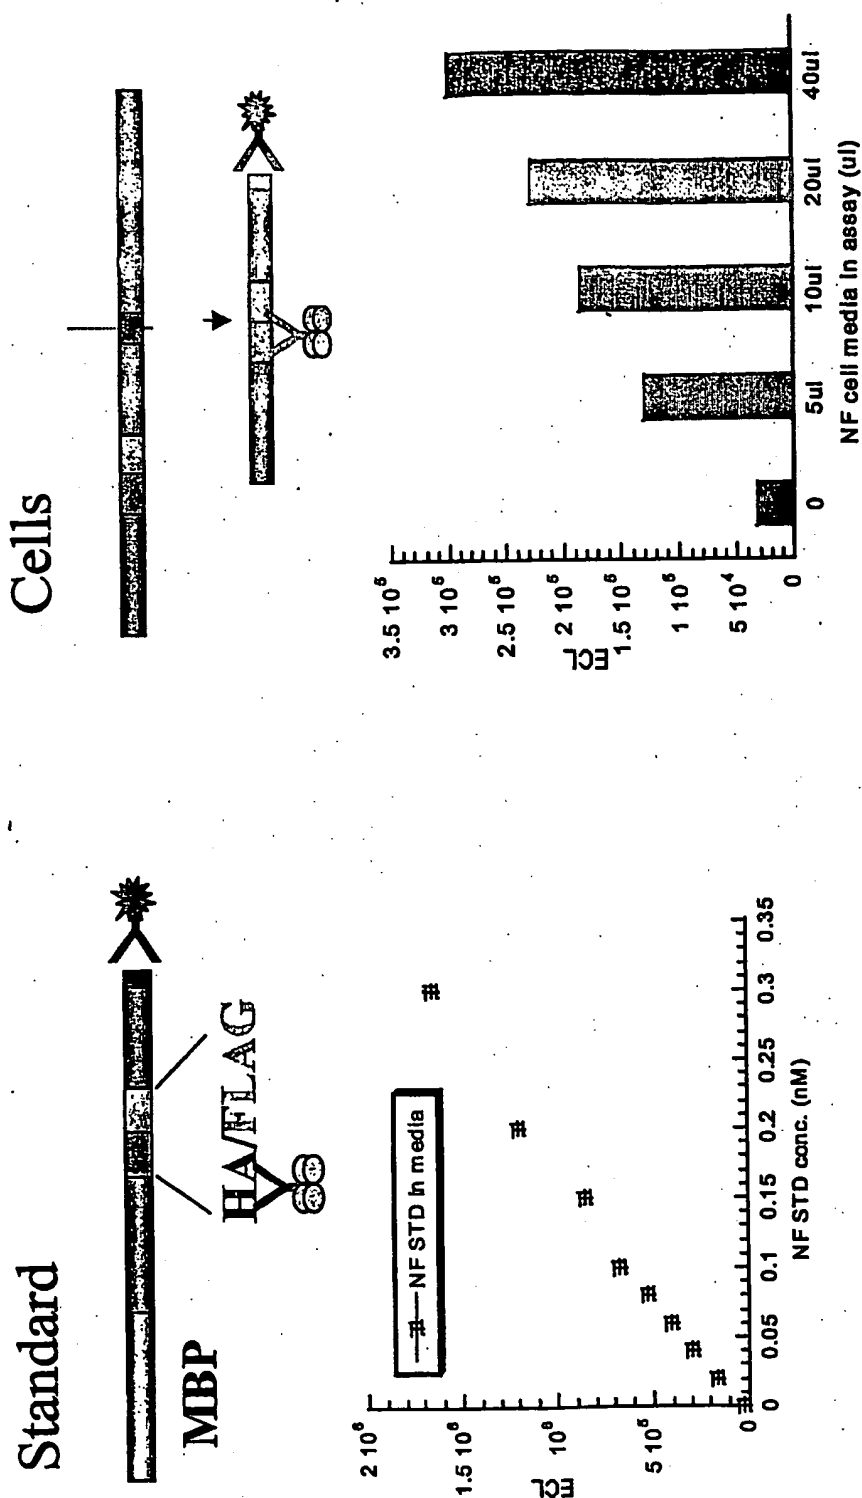 Standard
MBP
HA/FLAG
2 10⁶
1.5 10⁶
10⁶
5 10⁵
0
ECL
NF STD in media
0
0.05
0.1
0.15
0.2
0.25
0.3
0.35
NF STD conc. (nM)
Cells
3.5 10⁵
3 10⁵
2.5 10⁵
2 10⁵
1.5 10⁵
1 10⁵
5 10⁴
0
ECL
0
5ul
10ul
20ul
40ul
NF cell media in assay (ul)